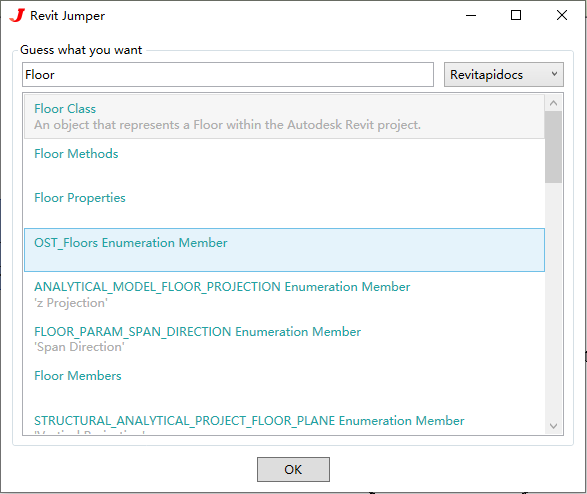 Revit Jumper
Guess what you want
Floor
Revitapidocs
Floor Class
An object that represents a Floor within the Autodesk Revit project.
Floor Methods
Floor Properties
OST_Floors Enumeration Member
ANALYTICAL_MODEL_FLOOR_PROJECTION Enumeration Member
'z Projection'
FLOOR_PARAM_SPAN_DIRECTION Enumeration Member
'Span Direction'
Floor Members
STRUCTURAL_ANALYTICAL_PROJECT_FLOOR_PLANE Enumeration Member
'Vertical Projection'
OK